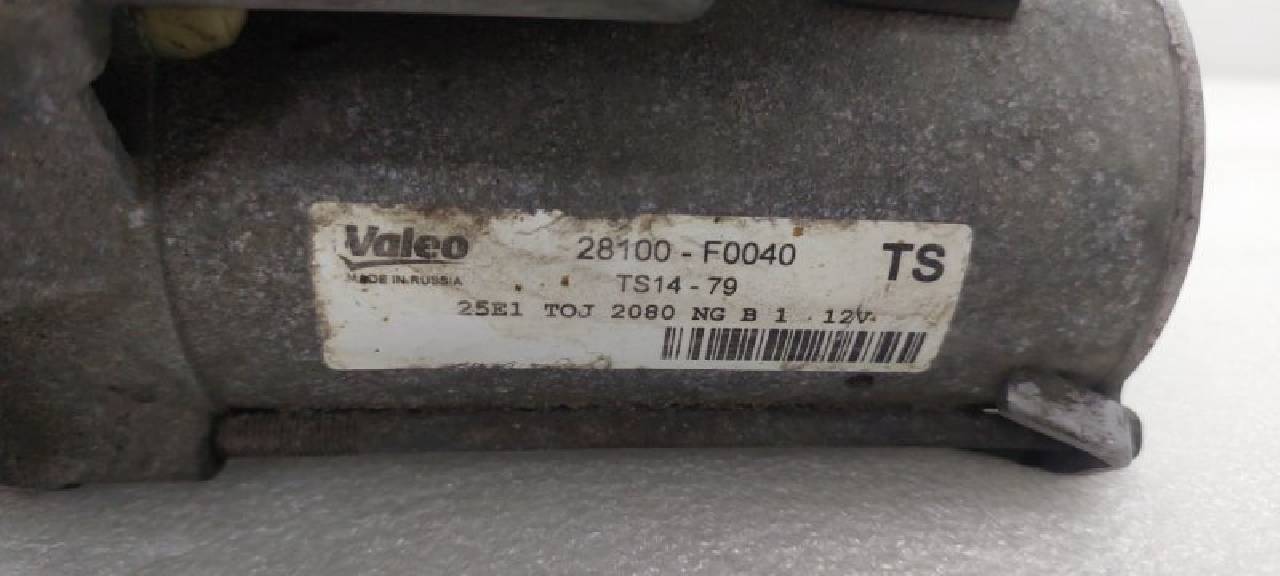 Valeo 28100 - F0040 TS
MADE IN RUSSIA TS14 - 79
25E1 TOJ 2080 NG B 1 12V